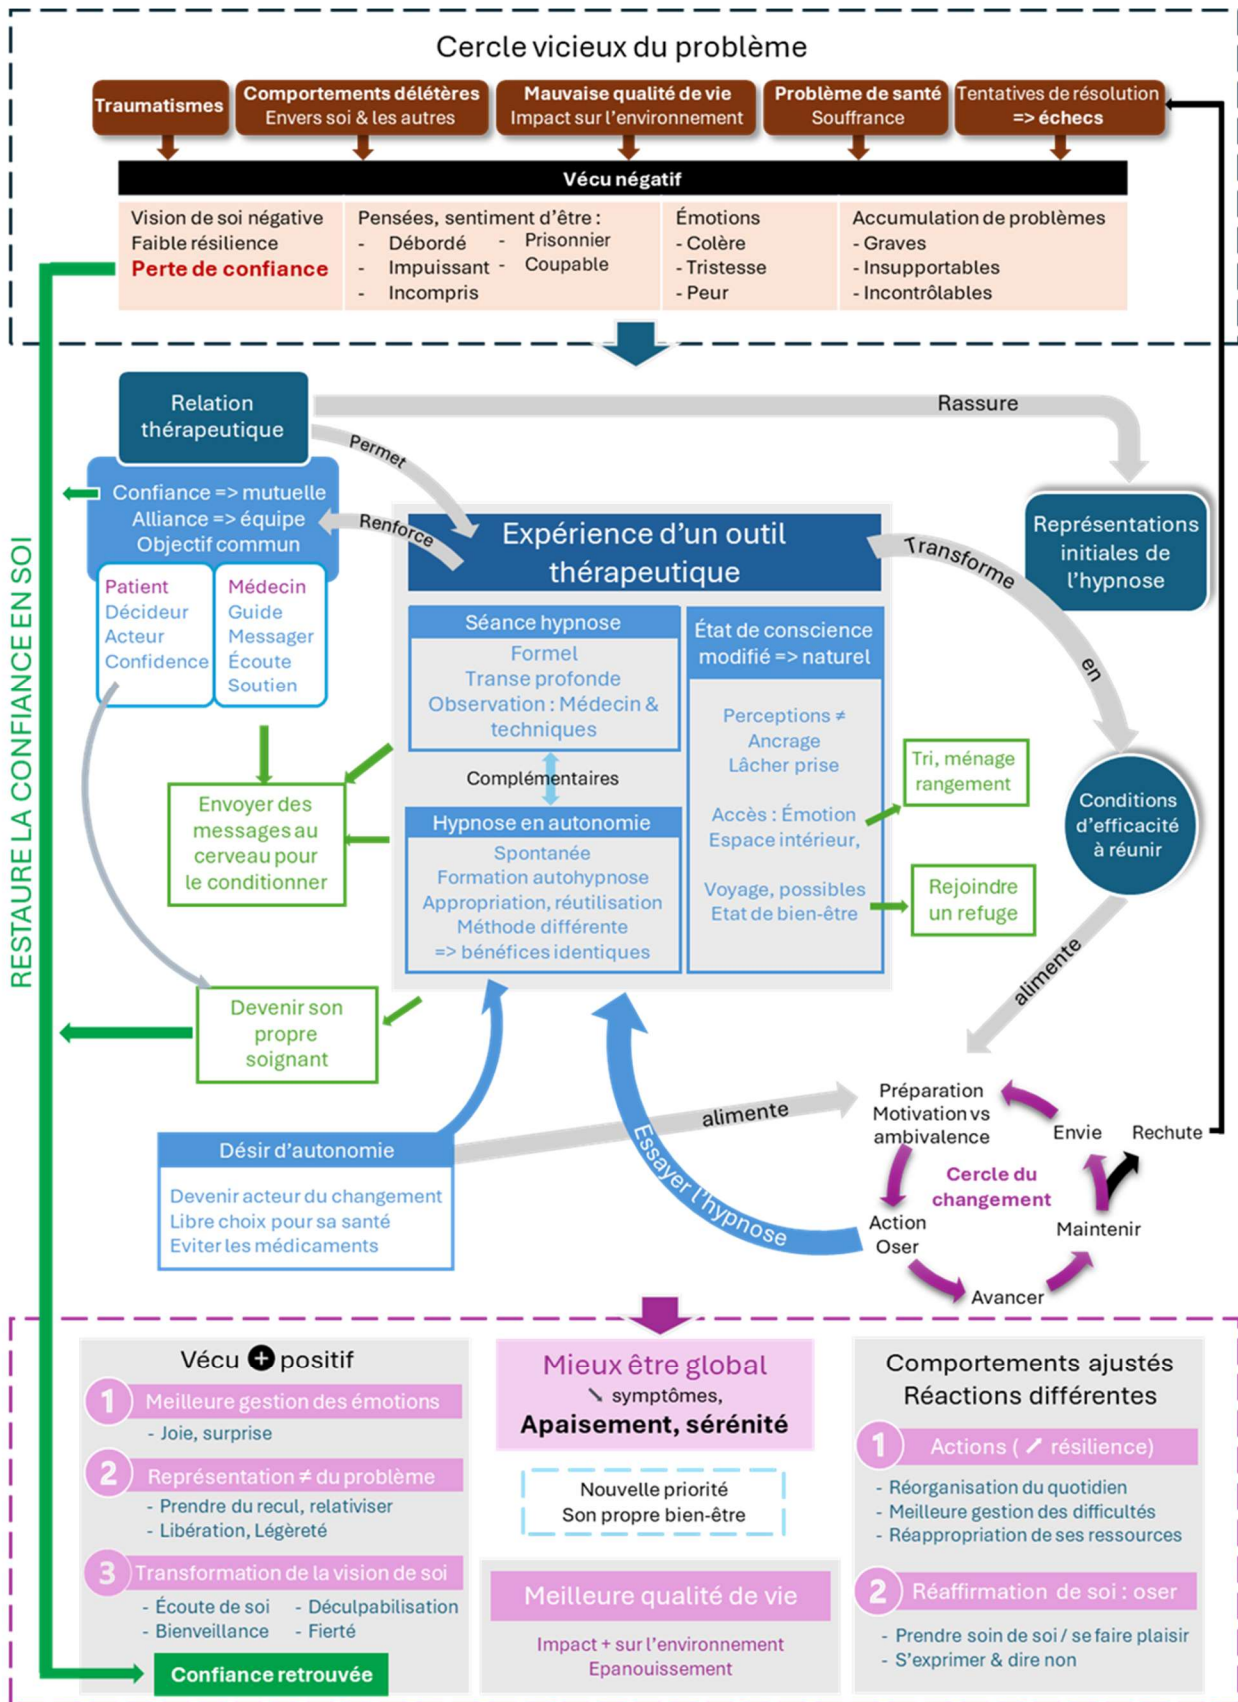 Cercle vicieux du problème
Traumatismes
Comportements délétères
Envers soi & les autres
Mauvaise qualité de vie
Impact sur l'environnement
Problème de santé
Souffrance
Tentatives de résolution
=> échecs
Vécu négatif
Vision de soi négative
Faible résilience
Perte de confiance
Pensées, sentiment d'être :
- Débordé
- Impuissant
- Incompris
- Prisonnier
- Coupable
Émotions
- Colère
- Tristesse
- Peur
Accumulation de problèmes
- Graves
- Insupportables
- Incontrôlables
Relation
thérapeutique
Rassure
Permet
Confiance => mutuelle
Alliance => équipe
Objectif commun
Renforce
Patient
Décideur
Acteur
Confidence
Médecin
Guide
Messager
Écoute
Soutien
Expérience d'un outil
thérapeutique
Transforme
en
Représentations
initiales de
l'hypnose
Séance hypnose
Formel
Transe profonde
Observation : Médecin &
techniques
Complémentaires
Hypnose en autonomie
Spontanée
Formation autohypnose
Appropriation, réutilisation
Méthode différente
=> bénéfices identiques
État de conscience
modifié => naturel
Perceptions ≠
Ancrage
Lâcher prise
Accès : Émotion
Espace intérieur,
Voyage, possibles
Etat de bien-être
Tri, ménage
rangement
Rejoindre
un refuge
Conditions
d'efficacité
à réunir
alimente
Envoyer des
messages au
cerveau pour
le conditionner
RESTAURE LA CONFIANCE EN SOI
Devenir son
propre
soignant
Désir d'autonomie
Devenir acteur du changement
Libre choix pour sa santé
Eviter les médicaments
alimente
Essayer l'hypnose
Préparation
Motivation vs
ambivalence
Envie
Rechute
Cercle du
changement
Action
Oser
Maintenir
Avancer
Vécu + positif
1 Meilleure gestion des émotions
- Joie, surprise
2 Représentation ≠ du problème
- Prendre du recul, relativiser
- Libération, Légèreté
3 Transformation de la vision de soi
- Écoute de soi - Déculpabilisation
- Bienveillance - Fierté
Confiance retrouvée
Mieux être global
↘ symptômes,
Apaisement, sérénité
Nouvelle priorité
Son propre bien-être
Meilleure qualité de vie
Impact + sur l'environnement
Epanouissement
Comportements ajustés
Réactions différentes
1 Actions ( ↗ résilience)
- Réorganisation du quotidien
- Meilleure gestion des difficultés
- Réappropriation de ses ressources
2 Réaffirmation de soi : oser
- Prendre soin de soi / se faire plaisir
- S'exprimer & dire non